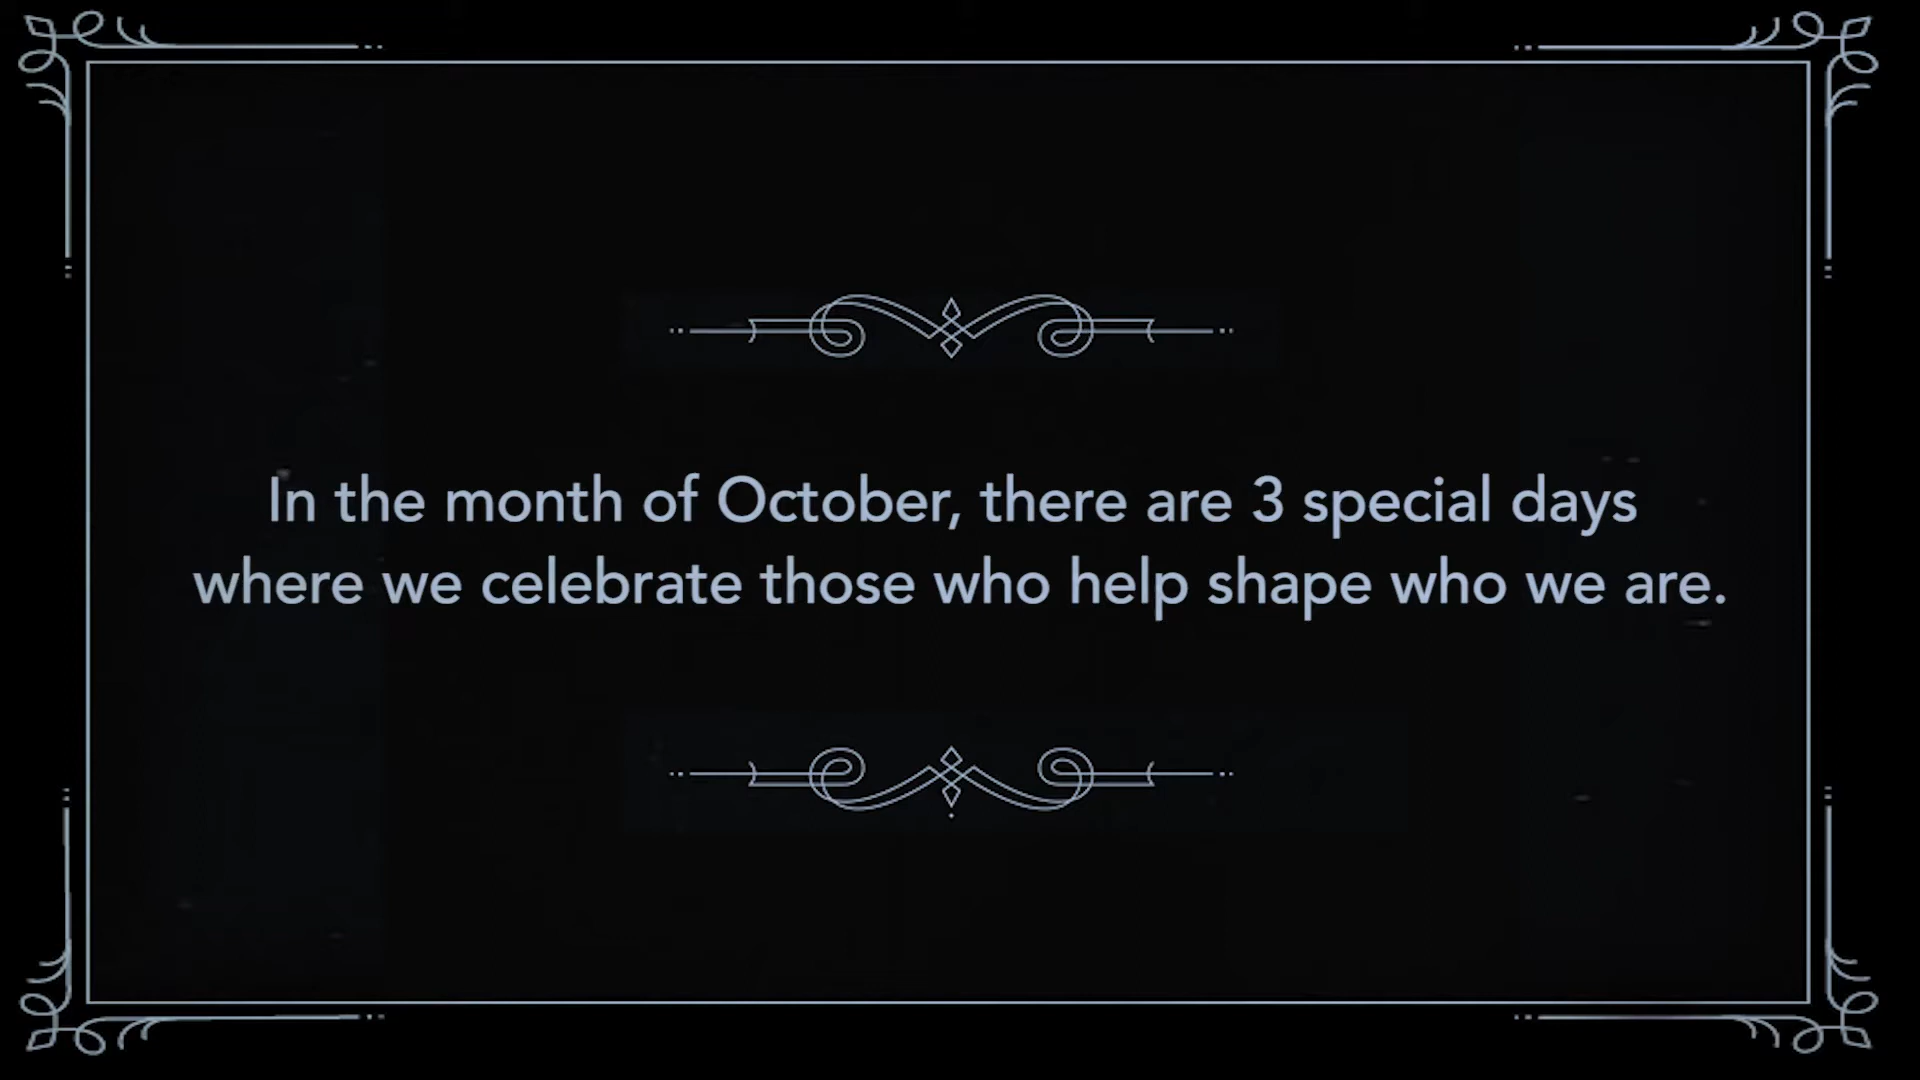 In the month of October, there are 3 special days
where we celebrate those who help shape who we are.